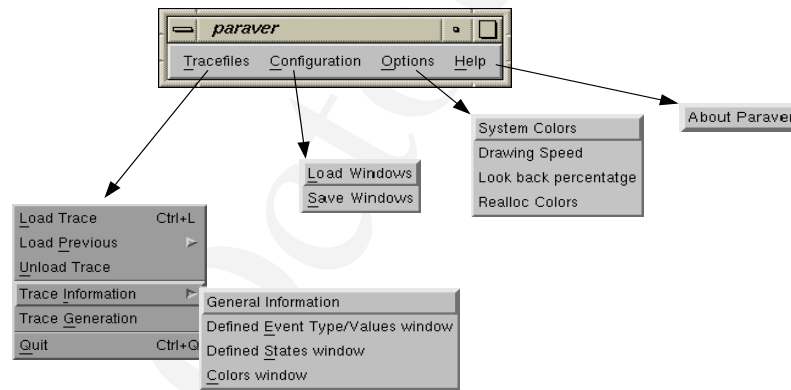 paraver
Tracefiles Configuration Options Help
About Paraver
System Colors
Drawing Speed
Look back percentatge
Realloc Colors
Load Windows
Save Windows
Load Trace Ctrl+L
Load Previous
Unload Trace
Trace Information
Trace Generation
Quit Ctrl+Q
General Information
Defined Event Type/Values window
Defined States window
Colors window